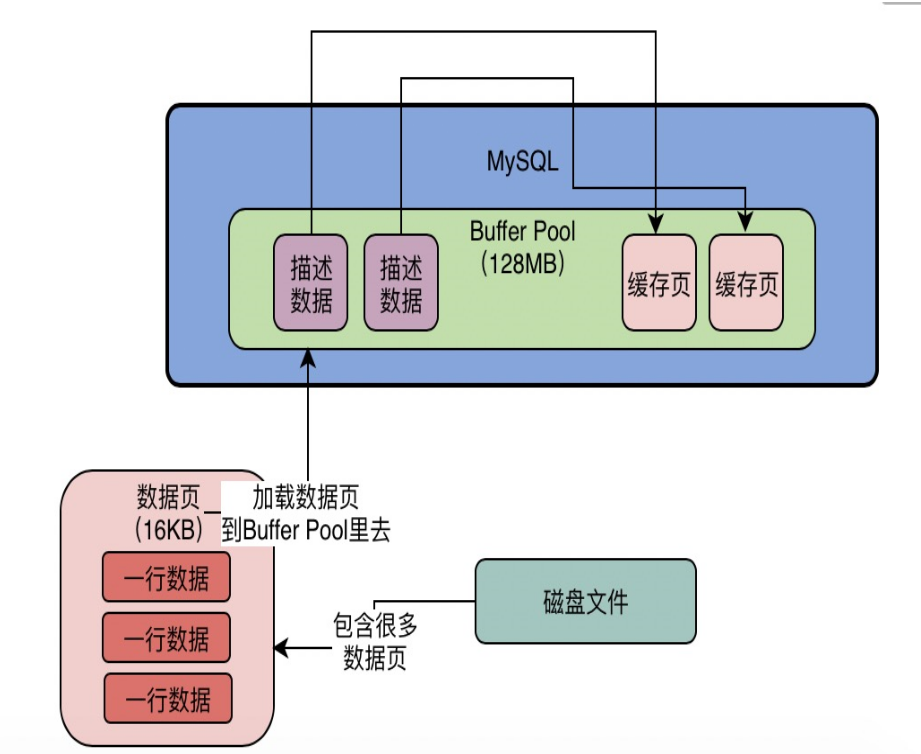 MySQL
Buffer Pool
(128MB)
描述
数据
描述
数据
缓存页
缓存页
数据页
(16KB)
加载数据页
到Buffer Pool里去
一行数据
一行数据
一行数据
包含很多
数据页
磁盘文件